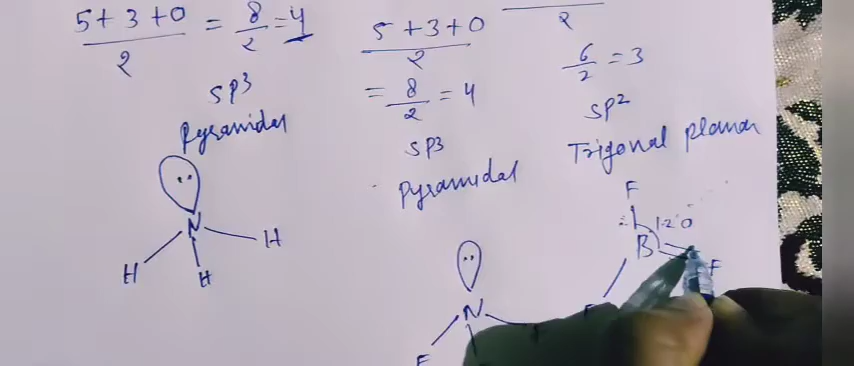 5+3+0 = 8 = 4
2 2
SP3
Pyramidal
N
H H H
5+3+0
2
= 8 = 4
2
SP3
Pyramidal
N
F
2
6 = 3
2
SP2
Trigonal planar
F
120
B
F